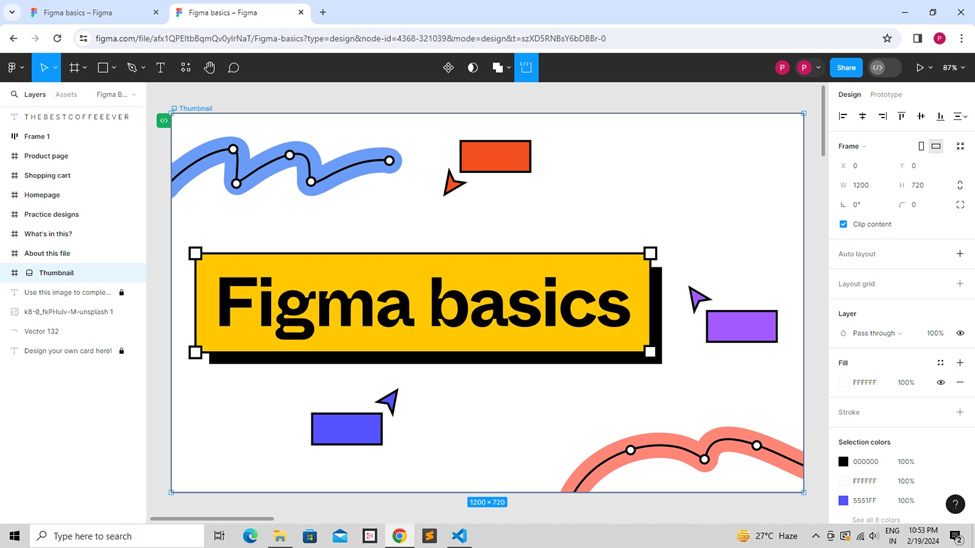 Figma basics – Figma
Figma basics – Figma
figma.com/file/afx1QPEItbBqmQv0yIrNaT/Figma-basics?type=design&node-id=4368-321039&mode=design&t=szXD5RNBsY6bDBBr-0
P
P
P
Share
87%
Layers
Assets
Figma B...
THEBESTCOFFEEEVER
Frame 1
Product page
Shopping cart
Homepage
Practice designs
What's in this?
About this file
Thumbnail
Use this image to comple...
k8-0_fkPHulv-M-unsplash 1
Vector 132
Design your own card here!
Thumbnail
Figma basics
1200 × 720
Design
Prototype
Frame
X 0 Y 0
W 1200 H 720
0° 0
Clip content
Auto layout
Layout grid
Layer
Pass through 100%
Fill
FFFFFF 100%
Stroke
Selection colors
000000 100%
FFFFFF 100%
5551FF 100%
See all 8 colors
?
Type here to search
27°C Haze
ENG
IN
10:53 PM
2/19/2024
2